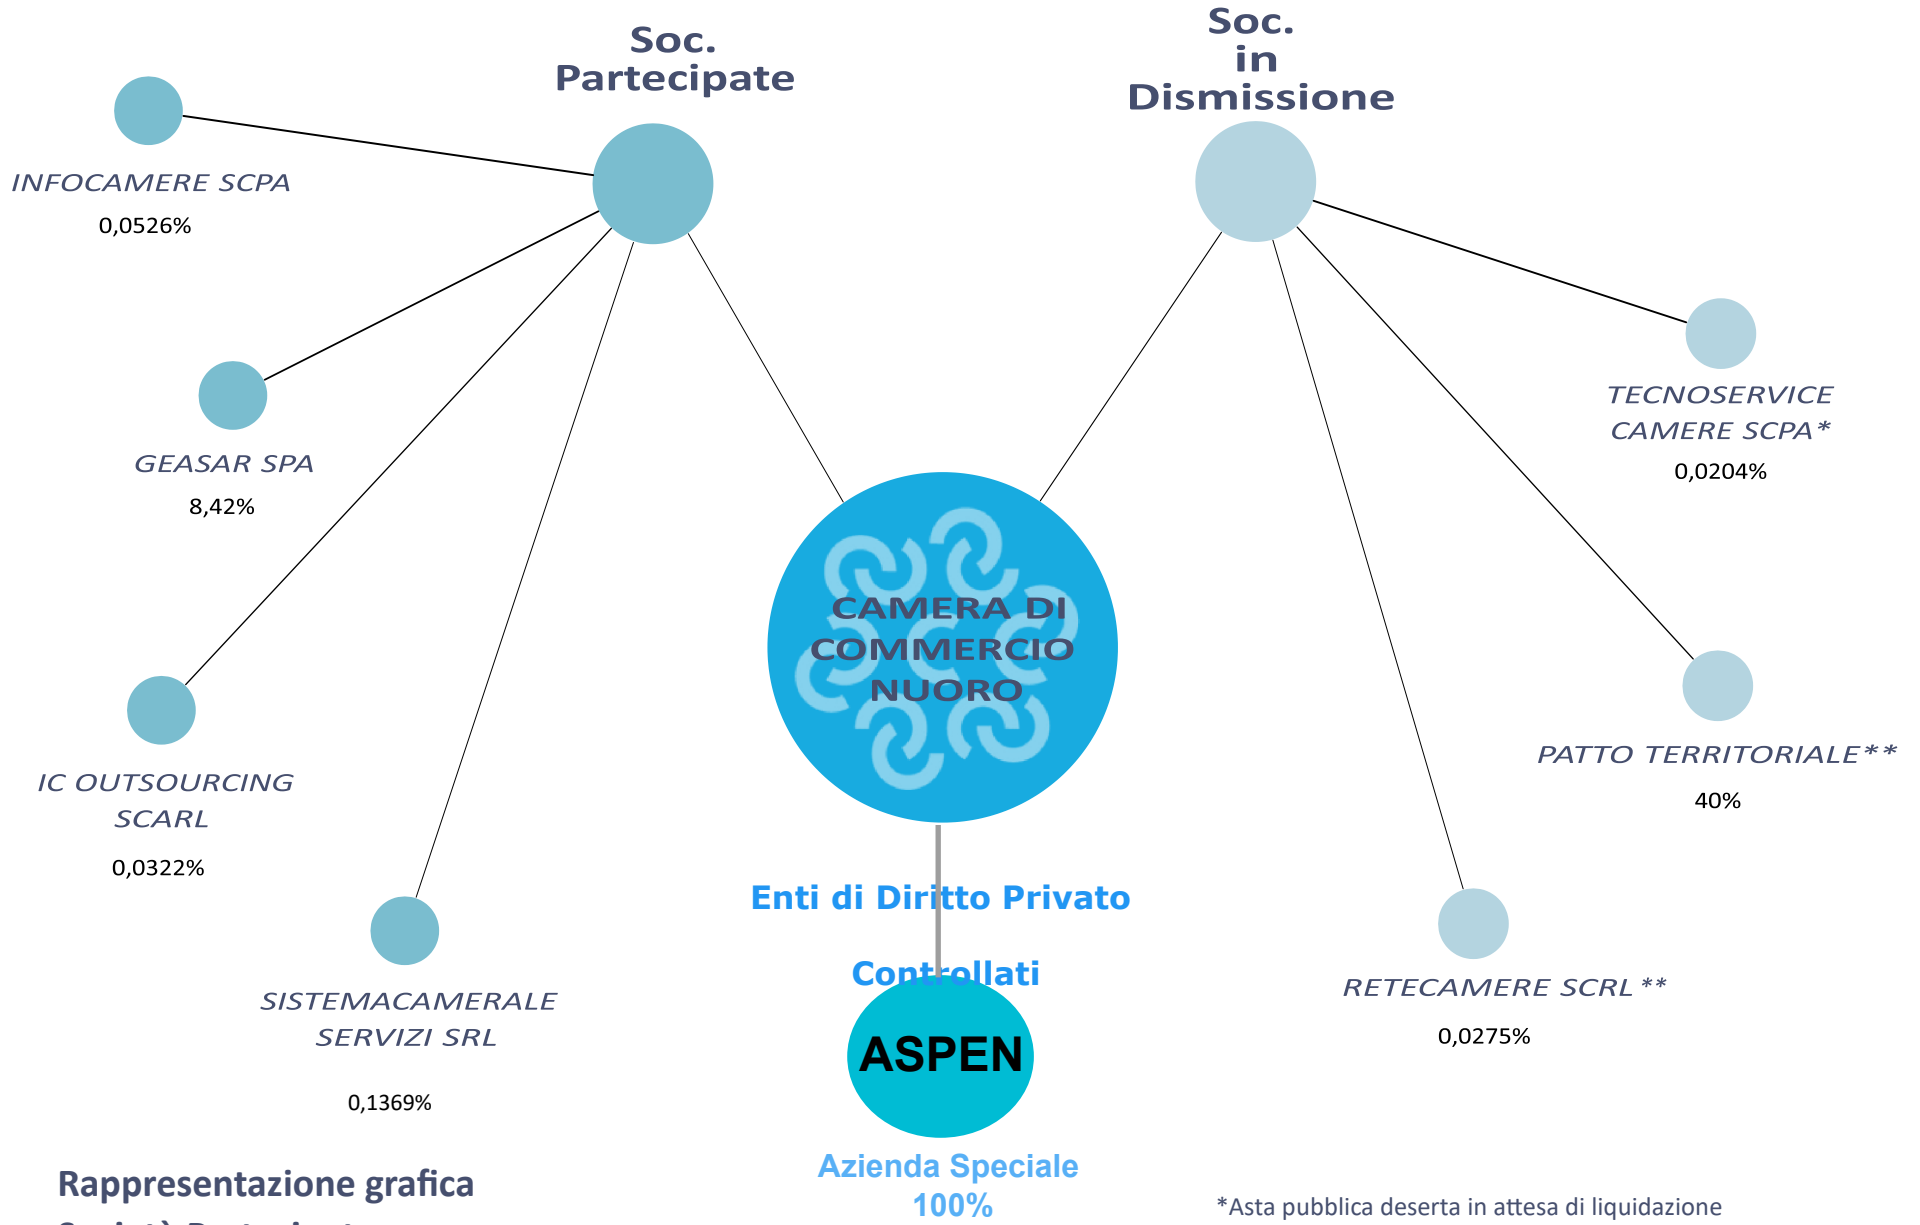 Soc.
Partecipate
Soc.
in
Dismissione
INFOCAMERE SCPA
0,0526%
GEASAR SPA
8,42%
IC OUTSOURCING
SCARL
0,0322%
SISTEMACAMERALE
SERVIZI SRL
0,1369%
CAMERA DI
COMMERCIO
NUORO
TECNOSERVICE
CAMERE SCPA*
0,0204%
PATTO TERRITORIALE**
40%
RETECAMERE SCRL**
0,0275%
Enti di Diritto Privato
Controllati
ASPEN
Azienda Speciale
100%
Rappresentazione grafica
*Asta pubblica deserta in attesa di liquidazione